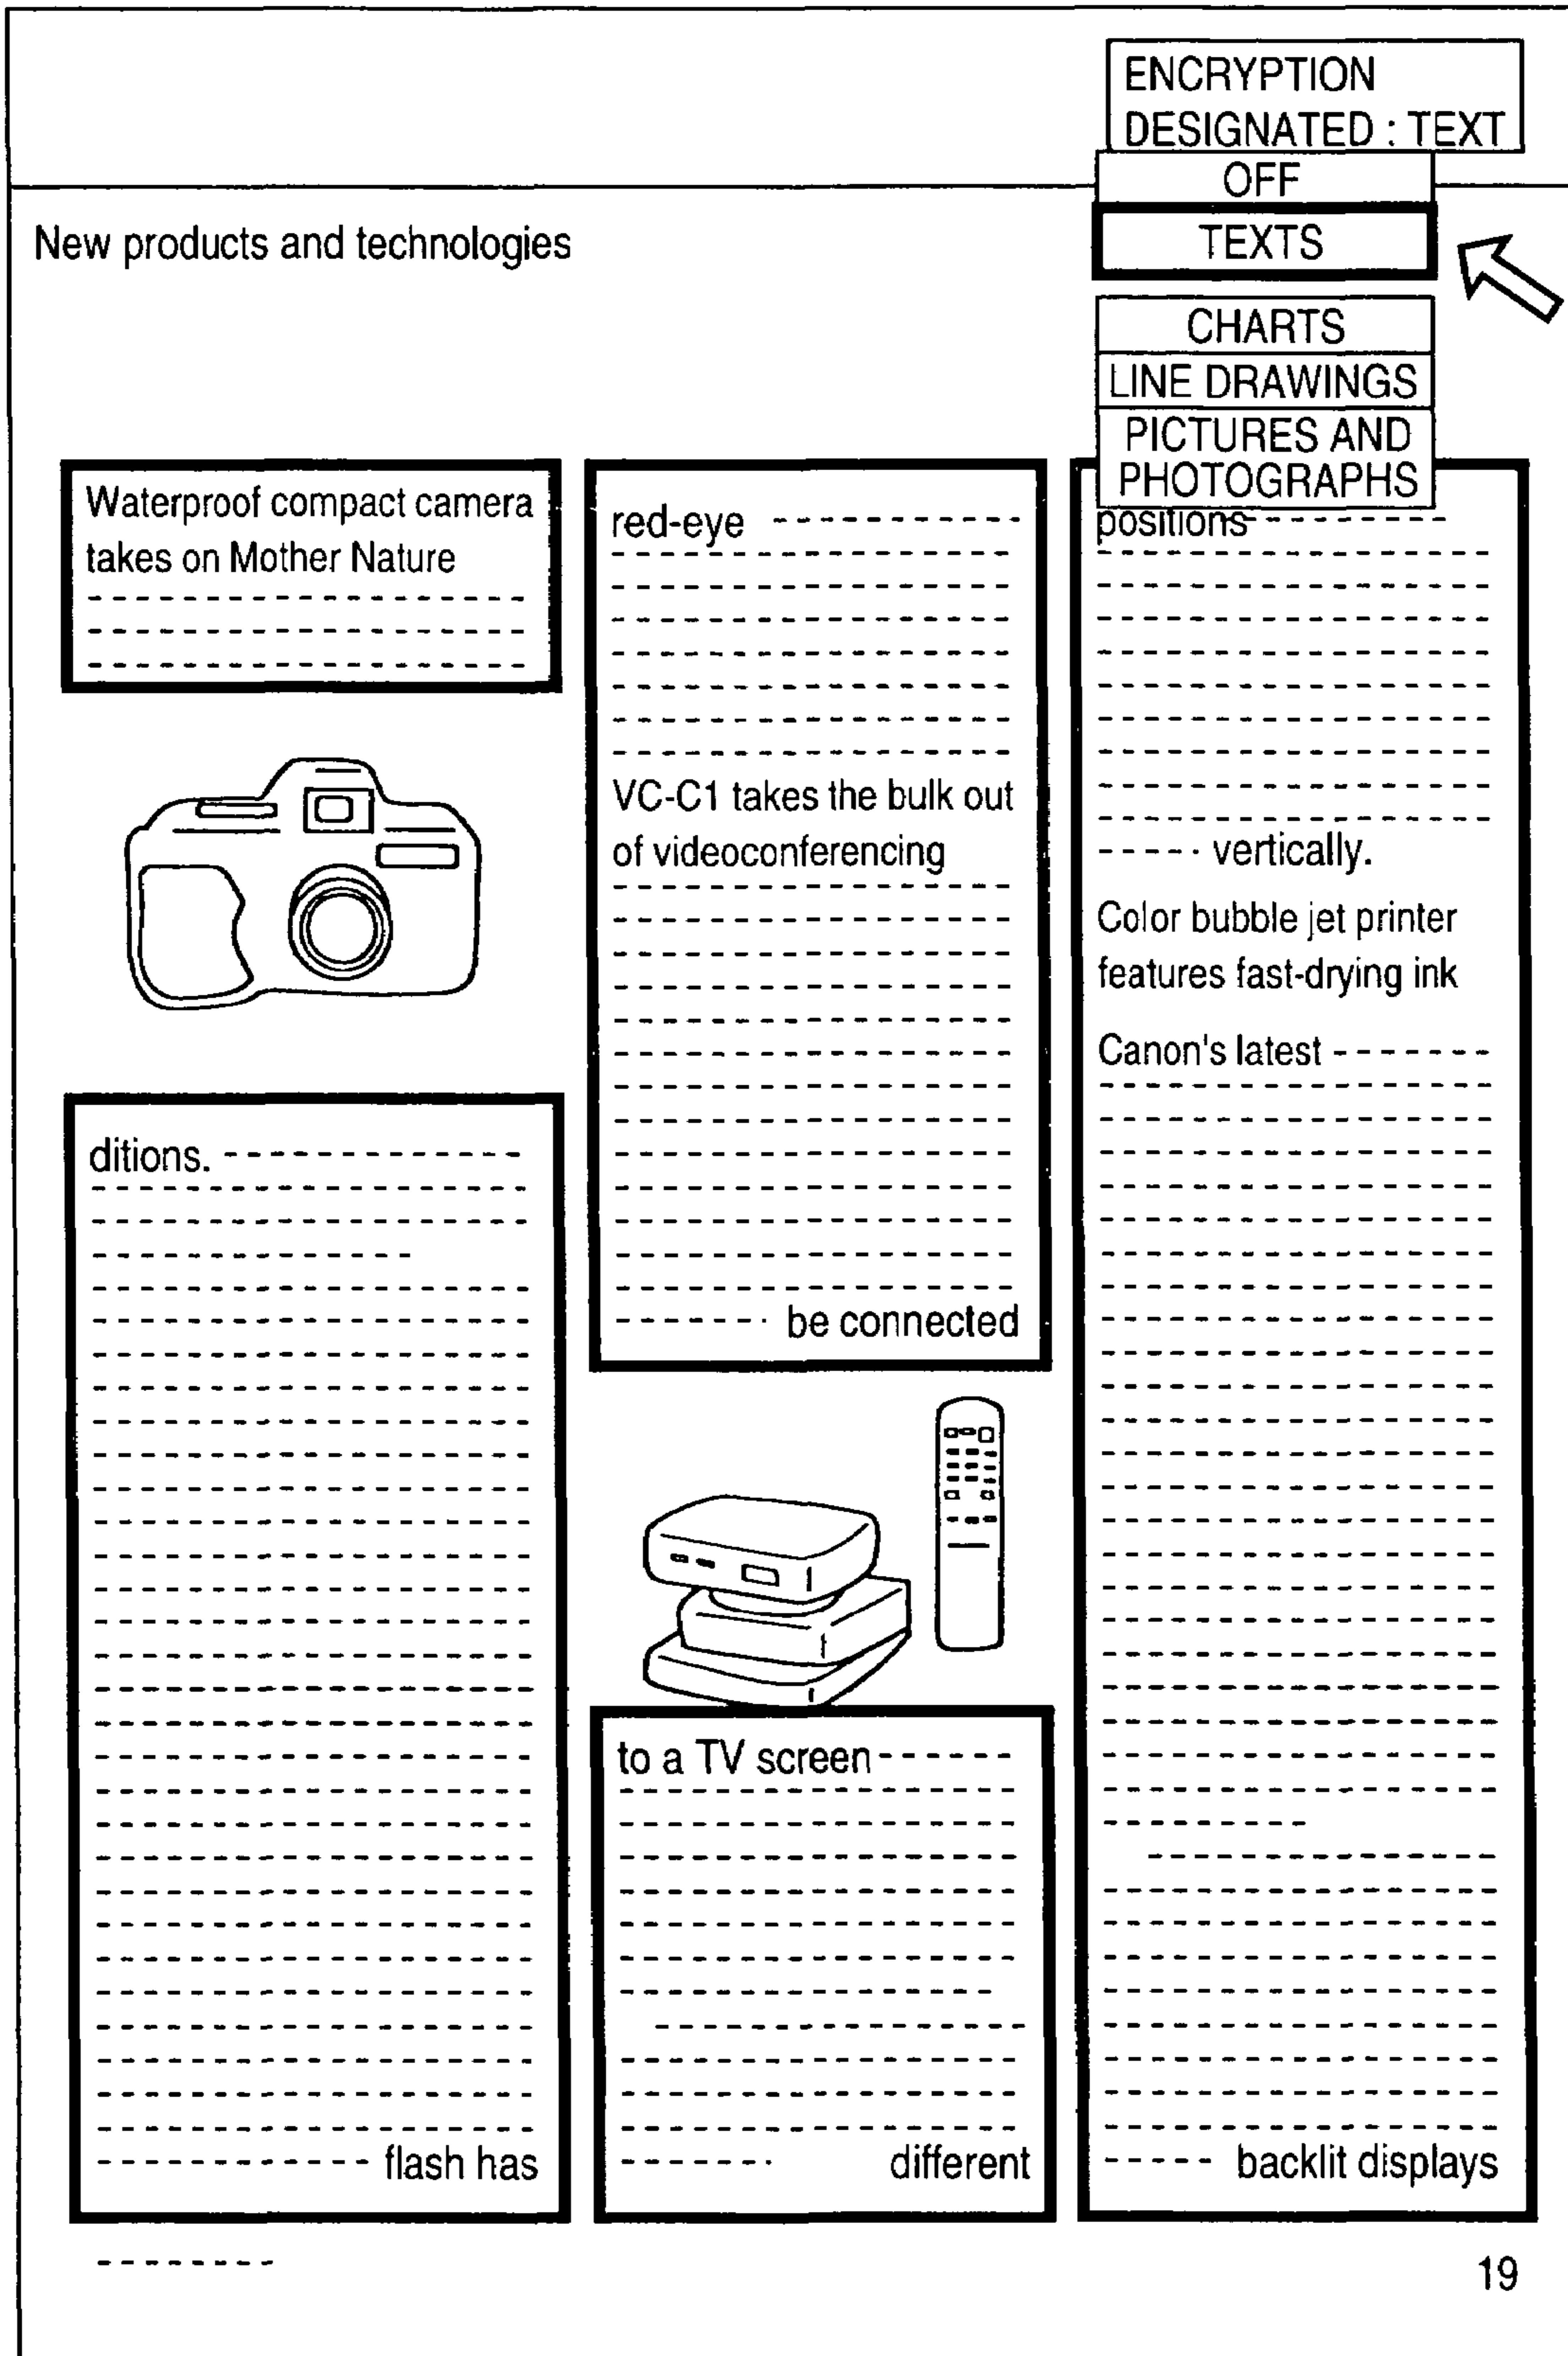 ENCRYPTION
DESIGNATED : TEXT
OFF
TEXTS
CHARTS
LINE DRAWINGS
PICTURES AND
PHOTOGRAPHS
New products and technologies
Waterproof compact camera
takes on Mother Nature
ditions.
flash has
red-eye
VC-C1 takes the bulk out
of videoconferencing
be connected
to a TV screen
different
positions
vertically.
Color bubble jet printer
features fast-drying ink
Canon's latest
backlit displays
19